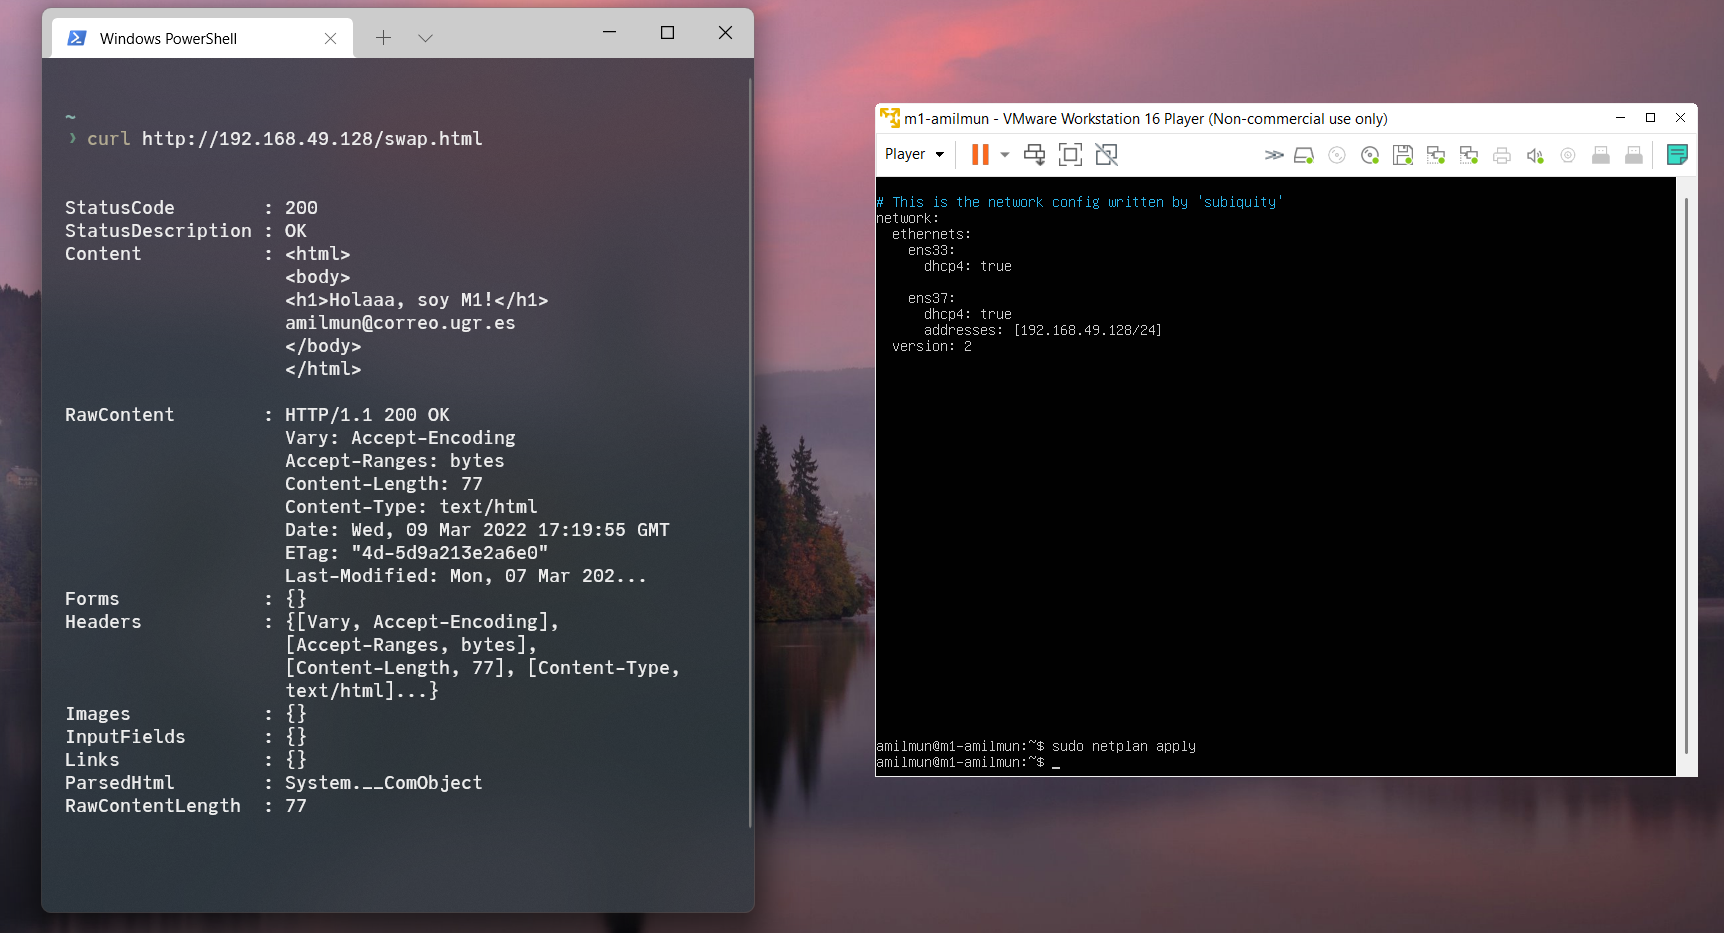 Windows PowerShell
~
❯ curl http://192.168.49.128/swap.html
StatusCode        : 200
StatusDescription : OK
Content           : <html>
                    <body>
                    <h1>Holaaa, soy M1!</h1>
                    amilmun@correo.ugr.es
                    </body>
                    </html>
RawContent        : HTTP/1.1 200 OK
                    Vary: Accept-Encoding
                    Accept-Ranges: bytes
                    Content-Length: 77
                    Content-Type: text/html
                    Date: Wed, 09 Mar 2022 17:19:55 GMT
                    ETag: "4d-5d9a213e2a6e0"
                    Last-Modified: Mon, 07 Mar 202...
Forms             : {}
Headers           : {[Vary, Accept-Encoding],
                    [Accept-Ranges, bytes],
                    [Content-Length, 77], [Content-Type,
                    text/html]...}
Images            : {}
InputFields       : {}
Links             : {}
ParsedHtml        : System.__ComObject
RawContentLength  : 77
m1-amilmun - VMware Workstation 16 Player (Non-commercial use only)
Player
# This is the network config written by 'subiquity'
network:
  ethernets:
    ens33:
      dhcp4: true
    ens37:
      dhcp4: true
      addresses: [192.168.49.128/24]
  version: 2
amilmun@m1-amilmun:~$ sudo netplan apply
amilmun@m1-amilmun:~$ _